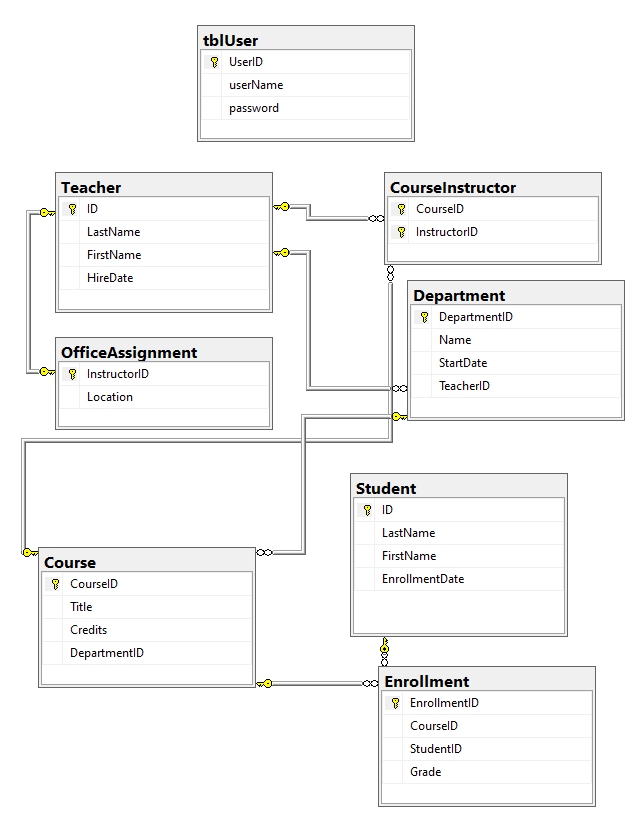 tblUser
UserID
userName
password
Teacher
ID
LastName
FirstName
HireDate
CourseInstructor
CourseID
InstructorID
Department
DepartmentID
Name
StartDate
TeacherID
OfficeAssignment
InstructorID
Location
Student
ID
LastName
FirstName
EnrollmentDate
Course
CourseID
Title
Credits
DepartmentID
Enrollment
EnrollmentID
CourseID
StudentID
Grade